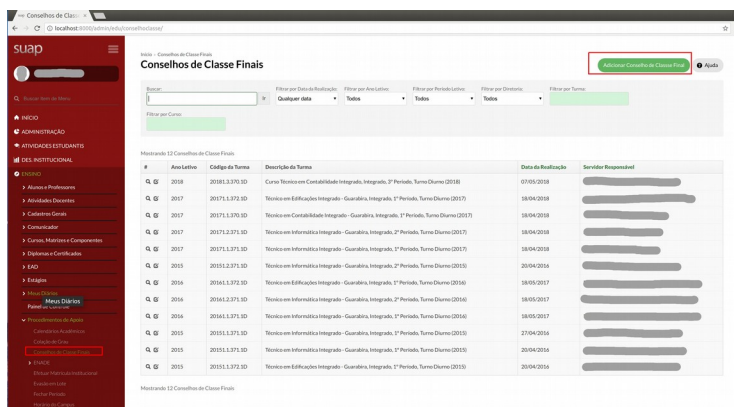 Conselhos de Class
localhost:8000/admin/edu/conselhoclasse/
suap
Buscar Item de Menu
INÍCIO
ADMINISTRAÇÃO
ATIVIDADES ESTUDANTIS
DES. INSTITUCIONAL
ENSINO
Alunos e Professores
Atividades Docentes
Cadastros Gerais
Comunicador
Cursos, Matrizes e Componentes
Diplomas e Certificados
EAD
Estágios
Meus Diários
Meus Diários
Painel de Controle
Procedimentos de Apoio
Calendários Acadêmicos
Colação de Grau
Conselhos de Classe Finais
ENADE
Efetuar Matrícula Institucional
Evasão em Lote
Fechar Período
Horário do Campus
Início » Conselhos de Classe Finais
Conselhos de Classe Finais
Adicionar Conselho de Classe Final
Ajuda
Buscar: Filtrar por Data da Realização: Filtrar por Ano Letivo: Filtrar por Período Letivo: Filtrar por Diretoria: Filtrar por Turma:
Ir Qualquer data Todos Todos Todos
Filtrar por Curso:
Mostrando 12 Conselhos de Classe Finais
# Ano Letivo Código da Turma Descrição da Turma Data da Realização Servidor Responsável
2018 20181.3.370.1D Curso Técnico em Contabilidade Integrado, Integrado, 3º Período, Turno Diurno (2018) 07/05/2018
2017 20171.1.372.1D Técnico em Edificações Integrado - Guarabira, Integrado, 1º Período, Turno Diurno (2017) 18/04/2018
2017 20171.1.370.1D Técnico em Contabilidade Integrado - Guarabira, Integrado, 1º Período, Turno Diurno (2017) 18/04/2018
2017 20171.2.371.1D Técnico em Informática Integrado - Guarabira, Integrado, 2º Período, Turno Diurno (2017) 18/04/2018
2017 20171.1.371.1D Técnico em Informática Integrado - Guarabira, Integrado, 1º Período, Turno Diurno (2017) 18/04/2018
2015 20151.2.371.1D Técnico em Informática Integrado - Guarabira, Integrado, 2º Período, Turno Diurno (2015) 20/04/2016
2016 20161.1.372.1D Técnico em Edificações Integrado - Guarabira, Integrado, 1º Período, Turno Diurno (2016) 18/05/2017
2016 20161.2.371.1D Técnico em Informática Integrado - Guarabira, Integrado, 2º Período, Turno Diurno (2016) 18/05/2017
2016 20161.1.371.1D Técnico em Informática Integrado - Guarabira, Integrado, 1º Período, Turno Diurno (2016) 18/05/2017
2015 20151.1.371.1D Técnico em Informática Integrado - Guarabira, Integrado, 1º Período, Turno Diurno (2015) 27/04/2016
2015 20151.1.371.1D Técnico em Informática Integrado - Guarabira, Integrado, 1º Período, Turno Diurno (2015) 20/04/2016
2015 20151.1.372.1D Técnico em Edificações Integrado - Guarabira, Integrado, 1º Período, Turno Diurno (2015) 20/04/2016
Mostrando 12 Conselhos de Classe Finais